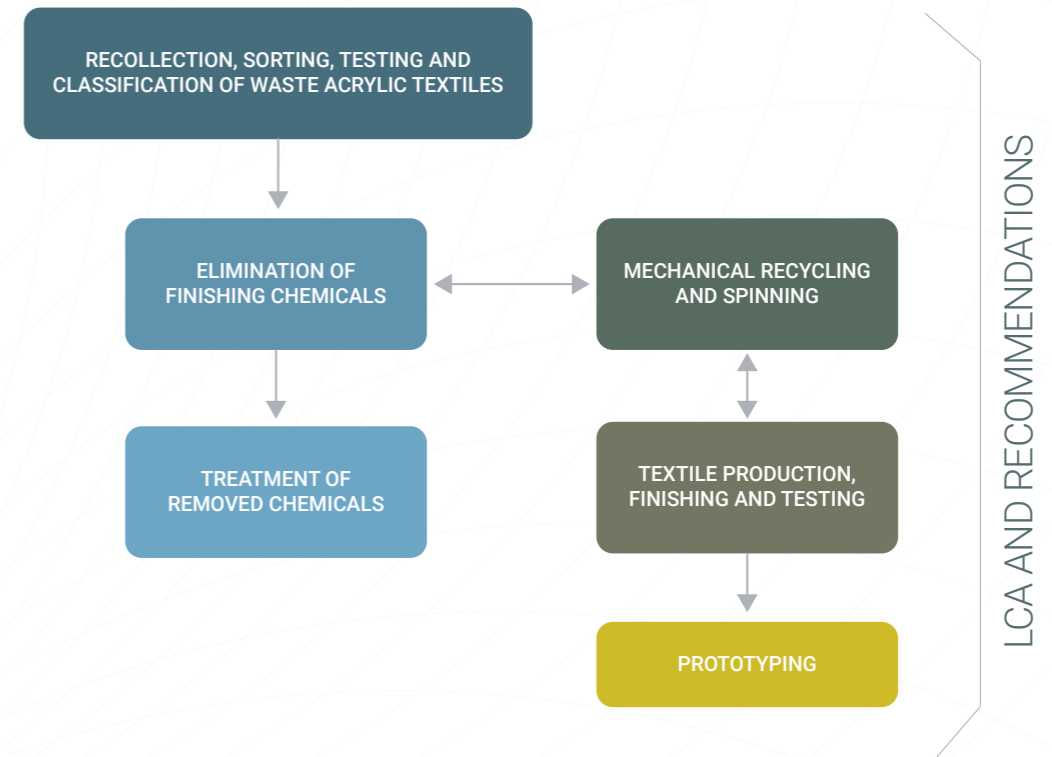 RECOLLECTION, SORTING, TESTING AND
CLASSIFICATION OF WASTE ACRYLIC TEXTILES
ELIMINATION OF
FINISHING CHEMICALS
MECHANICAL RECYCLING
AND SPINNING
TREATMENT OF
REMOVED CHEMICALS
TEXTILE PRODUCTION,
FINISHING AND TESTING
PROTOTYPING
LCA AND RECOMMENDATIONS